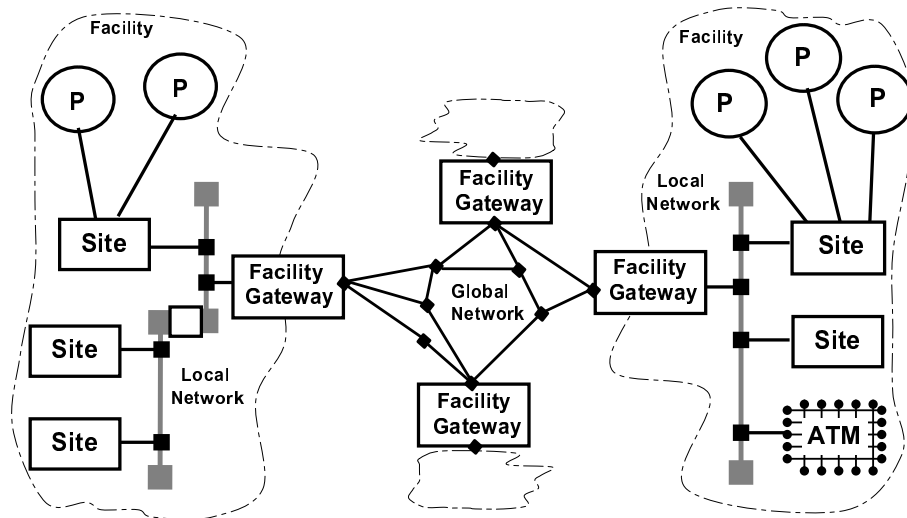 Facility
P
P
Site
Facility
Gateway
Site
Local
Network
Site
Facility
Gateway
Global
Network
Facility
Gateway
Facility
P
P
P
Local
Network
Site
Facility
Gateway
Site
ATM